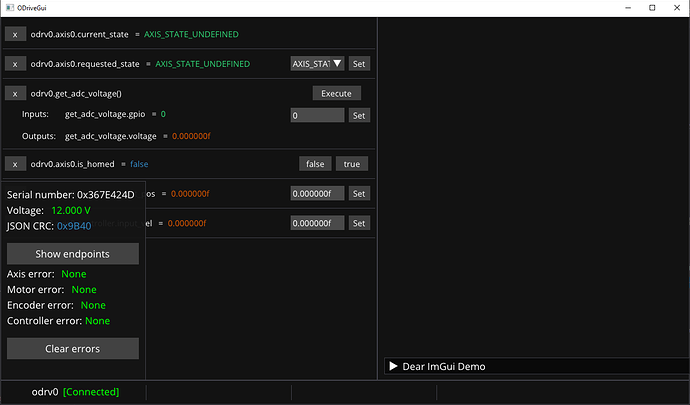 ODriveGui
x odrv0.axis0.current_state = AXIS_STATE_UNDEFINED
x odrv0.axis0.requested_state = AXIS_STATE_UNDEFINED AXIS_STAT Set
x odrv0.get_adc_voltage() Execute
Inputs: get_adc_voltage.gpio = 0 0 Set
Outputs: get_adc_voltage.voltage = 0.000000f
x odrv0.axis0.is_homed = false false true
os = 0.000000f 0.000000f Set
el = 0.000000f 0.000000f Set
Serial number: 0x367E424D
Voltage: 12.000 V
JSON CRC: 0x9B40
Show endpoints
Axis error: None
Motor error: None
Encoder error: None
Controller error: None
Clear errors
Dear ImGui Demo
odrv0 [Connected]